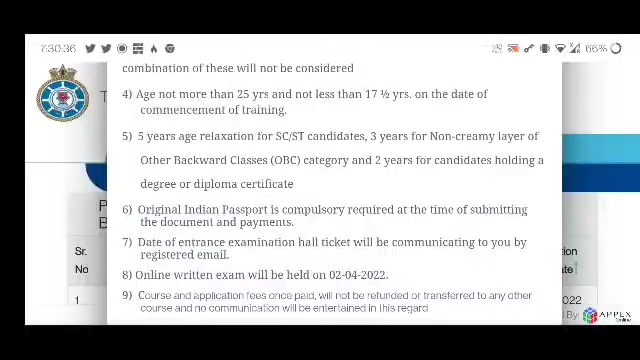 7:30:36
66%
combination of these will not be considered
4) Age not more than 25 yrs and not less than 17 ½ yrs. on the date of
commencement of training.
5) 5 years age relaxation for SC/ST candidates, 3 years for Non-creamy layer of
Other Backward Classes (OBC) category and 2 years for candidates holding a
degree or diploma certificate
6) Original Indian Passport is compulsory required at the time of submitting
the document and payments.
7) Date of entrance examination hall ticket will be communicating to you by
registered email.
8) Online written exam will be held on 02-04-2022.
9) Course and application fees once paid, will not be refunded or transferred to any other
course and no communication will be entertained in this regard
T
P
B
Sr.
No
1
tion
ate
2022
By:
APPEX
Online